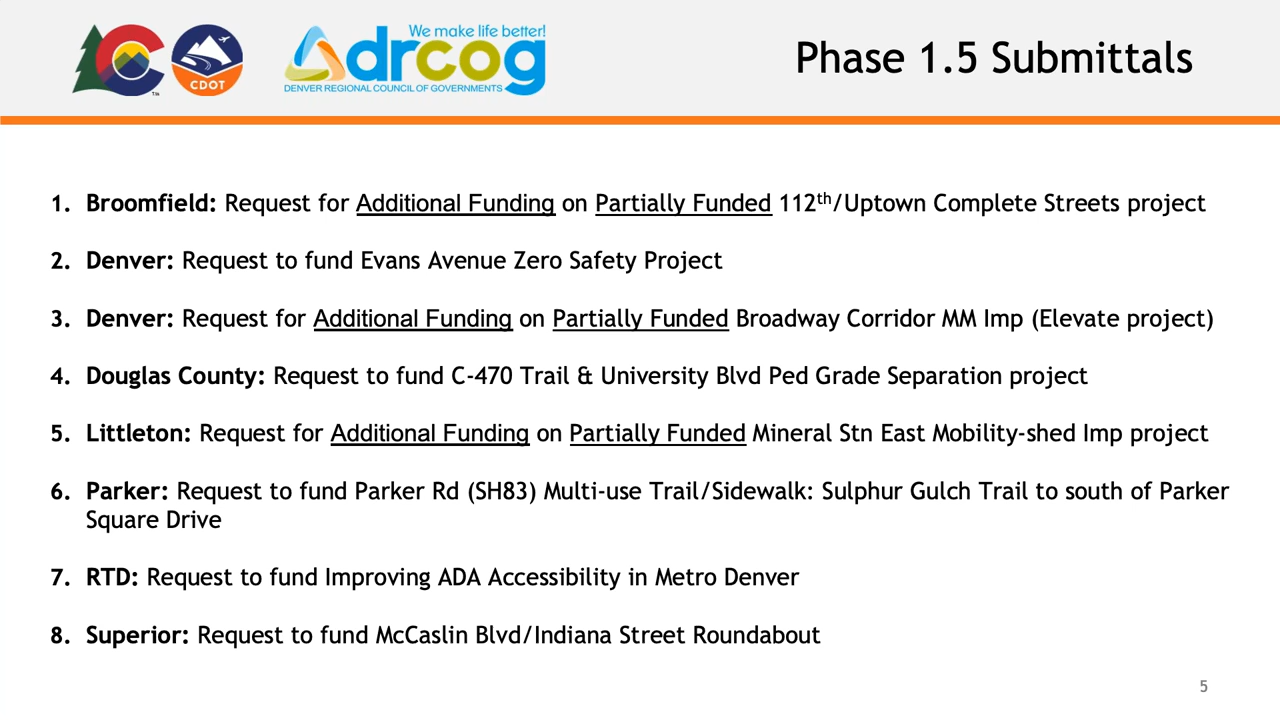 CDOT
TM
We make life better!
drcog
DENVER REGIONAL COUNCIL OF GOVERNMENTS
Phase 1.5 Submittals
1. Broomfield: Request for Additional Funding on Partially Funded 112th/Uptown Complete Streets project
2. Denver: Request to fund Evans Avenue Zero Safety Project
3. Denver: Request for Additional Funding on Partially Funded Broadway Corridor MM Imp (Elevate project)
4. Douglas County: Request to fund C-470 Trail & University Blvd Ped Grade Separation project
5. Littleton: Request for Additional Funding on Partially Funded Mineral Stn East Mobility-shed Imp project
6. Parker: Request to fund Parker Rd (SH83) Multi-use Trail/Sidewalk: Sulphur Gulch Trail to south of Parker
Square Drive
7. RTD: Request to fund Improving ADA Accessibility in Metro Denver
8. Superior: Request to fund McCaslin Blvd/Indiana Street Roundabout
5